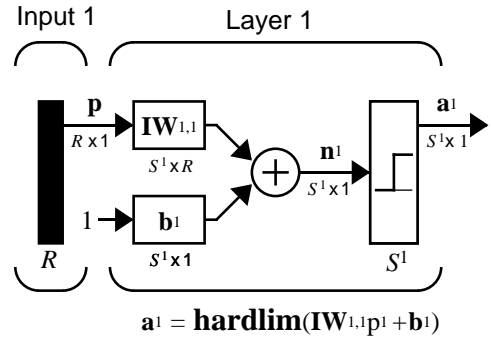 Input 1
Layer 1
p
R x 1
IW1,1
S1 x R
1
b1
S1 x 1
n1
S1 x 1
a1
S1 x 1
R
S1
a1 = hardlim(IW1,1p1 +b1)